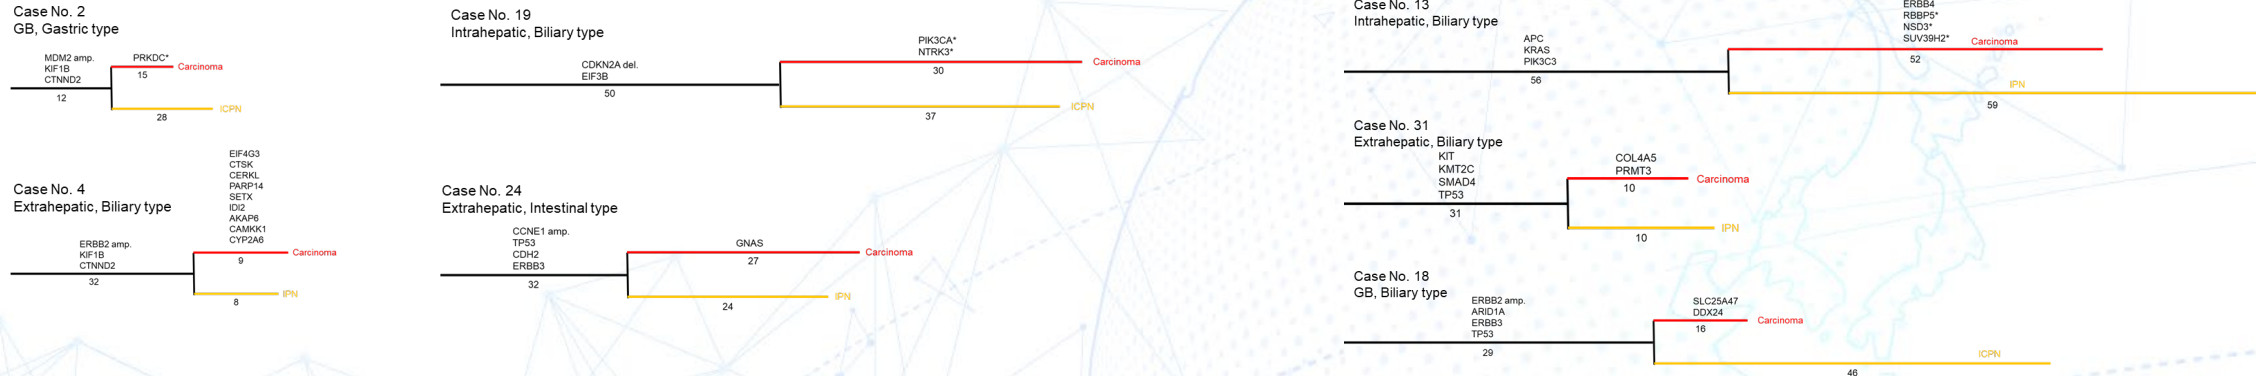 Case No. 2
GB, Gastric type
MDM2 amp.
KIF1B
CTNND2
12
PRKDC*
15
Carcinoma
ICPN
28
Case No. 4
Extrahepatic, Biliary type
ERBB2 amp.
KIF1B
CTNND2
32
EIF4G3
CTSK
CERKL
PARP14
SETX
IDI2
AKAP6
CAMKK1
CYP2A6
9
Carcinoma
IPN
8
Case No. 19
Intrahepatic, Biliary type
CDKN2A del.
EIF3B
50
PIK3CA*
NTRK3*
30
Carcinoma
ICPN
37
Case No. 24
Extrahepatic, Intestinal type
CCNE1 amp.
TP53
CDH2
ERBB3
32
GNAS
27
Carcinoma
IPN
24
Case No. 13
Intrahepatic, Biliary type
APC
KRAS
PIK3C3
56
ERBB4
RBBP5*
NSD3*
SUV39H2*
Carcinoma
52
IPN
59
Case No. 31
Extrahepatic, Biliary type
KIT
KMT2C
SMAD4
TP53
31
COL4A5
PRMT3
10
Carcinoma
IPN
10
Case No. 18
GB, Biliary type
ERBB2 amp.
ARID1A
ERBB3
TP53
29
SLC25A47
DDX24
16
Carcinoma
ICPN
46